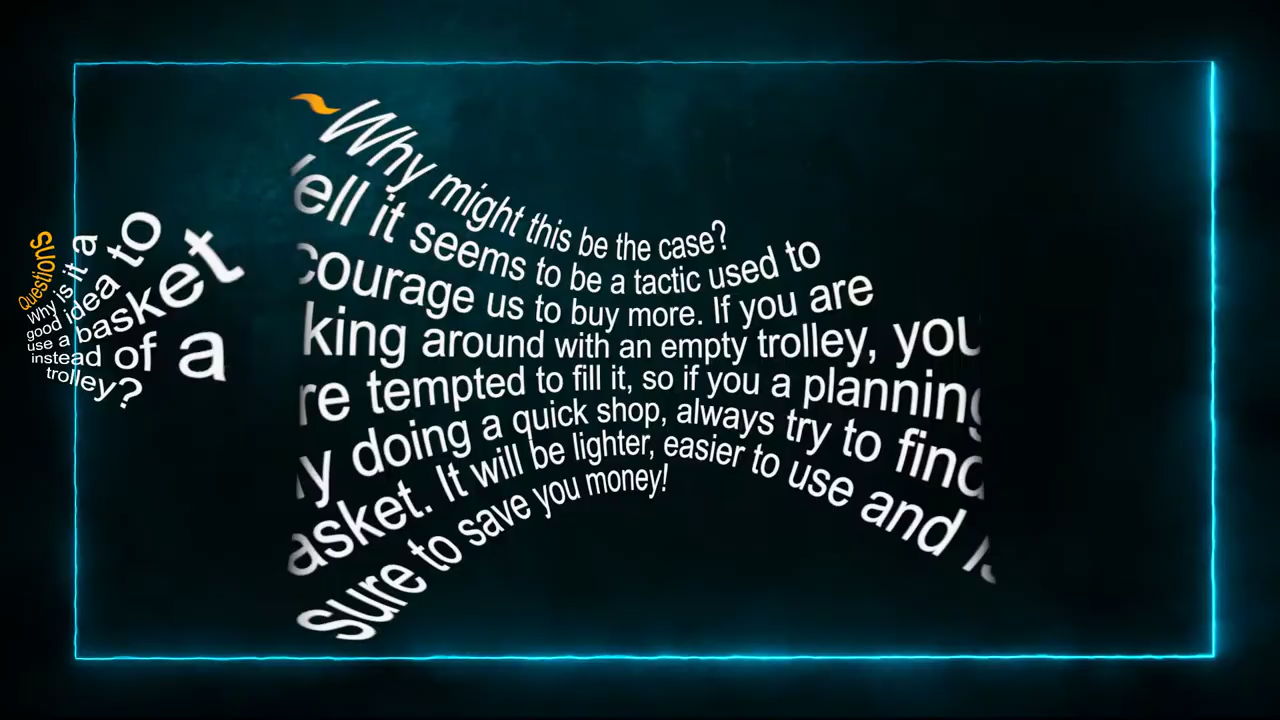 Questions
Why is it a
good idea to
use a basket
instead of a
trolley?
Why might this be the case?
ell it seems to be a tactic used to
courage us to buy more. If you are
king around with an empty trolley, you
re tempted to fill it, so if you a planning
y doing a quick shop, always try to find
asket. It will be lighter, easier to use and is
Sure to save you money!